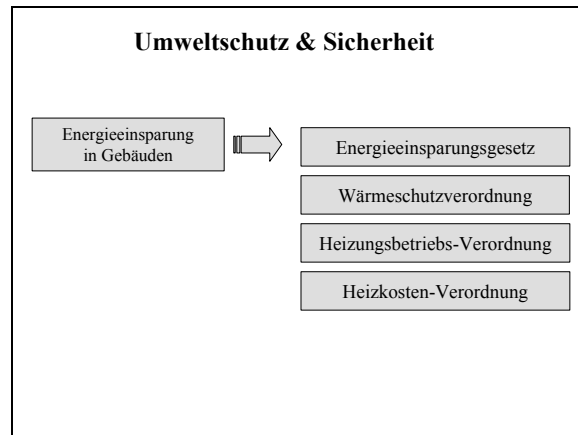 Umweltschutz & Sicherheit
Energieeinsparung
in Gebäuden
Energieeinsparungsgesetz
Wärmeschutzverordnung
Heizungsbetriebs-Verordnung
Heizkosten-Verordnung